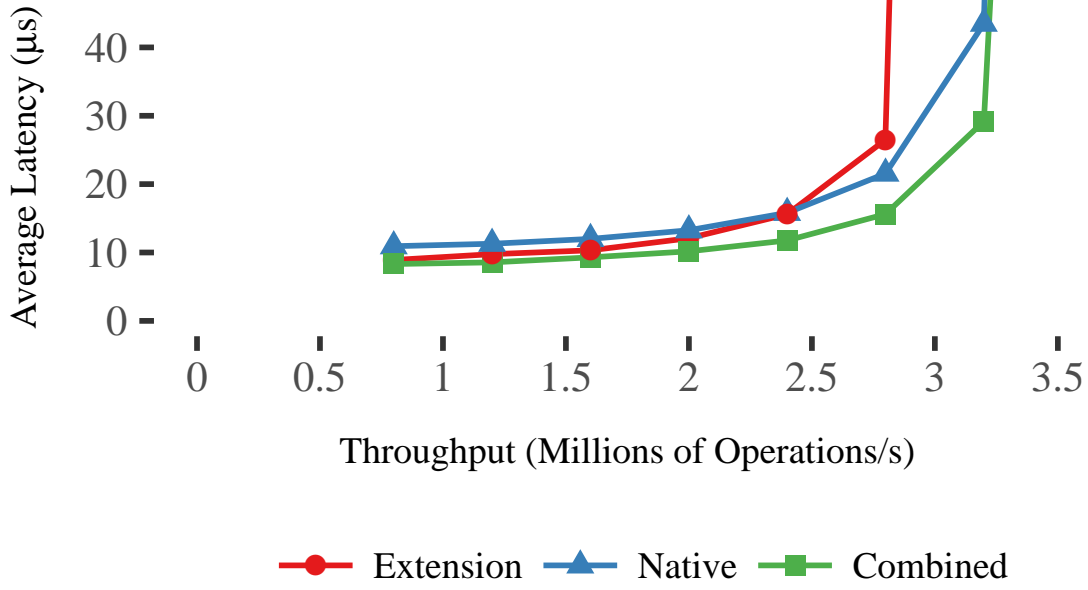 Average Latency (μs)
40
30
20
10
0
0 0.5 1 1.5 2 2.5 3 3.5
Throughput (Millions of Operations/s)
Extension Native Combined